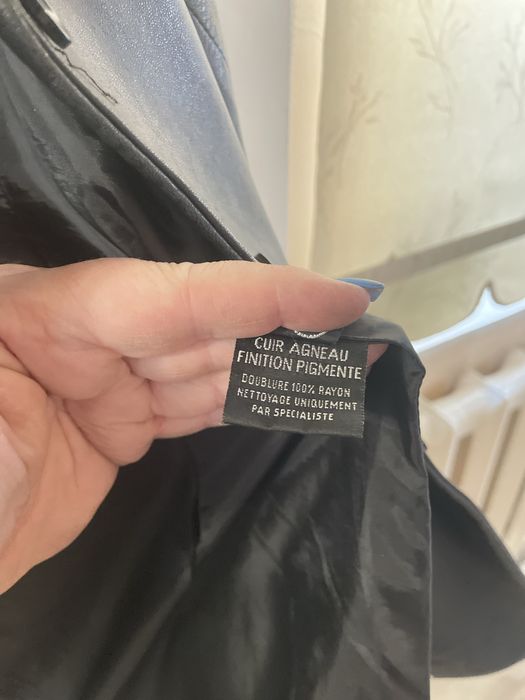 CUIR AGNEAU
FINITION PIGMENTE
DOUBLURE 100% RAYON
NETTOYAGE UNIQUEMENT
PAR SPECIALISTE